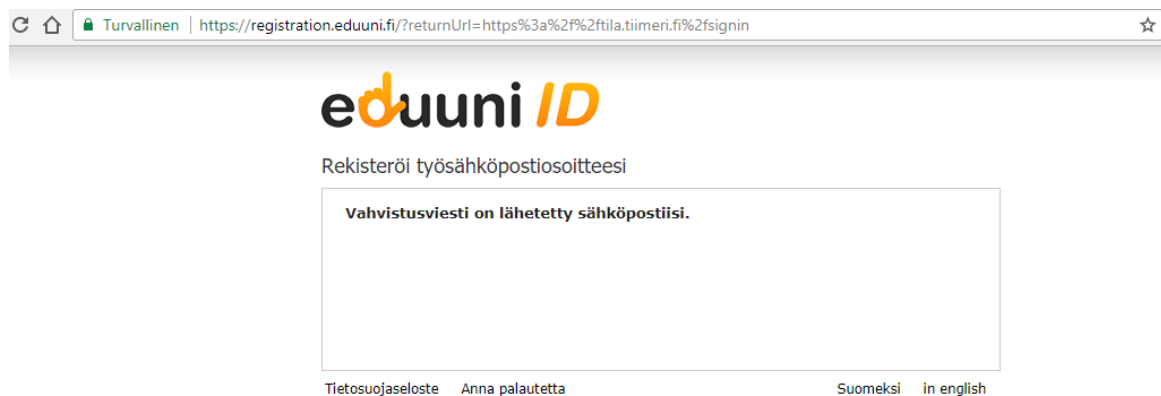 Turvallinen | https://registration.eduuni.fi/?returnUrl=https%3a%2f%2ftila.tiimeri.fi%2fsignin
eduuni ID
Rekisteröi työsähköpostiosoitteesi
Vahvistusviesti on lähetetty sähköpostiisi.
Tietosuojaseloste Anna palautetta Suomeksi in english